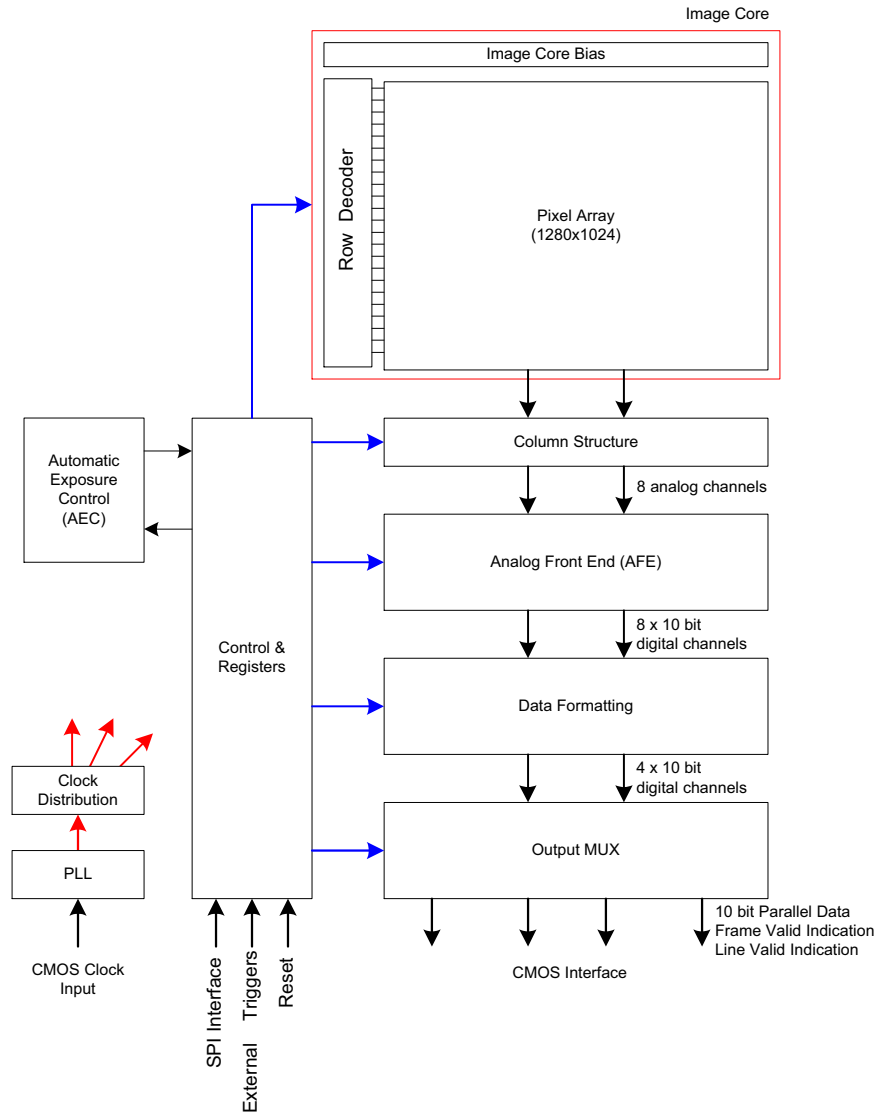 Image Core
Image Core Bias
Row Decoder
Pixel Array
(1280x1024)
Automatic
Exposure
Control
(AEC)
Column Structure
8 analog channels
Analog Front End (AFE)
8 x 10 bit
digital channels
Control &
Registers
Data Formatting
4 x 10 bit
digital channels
Clock
Distribution
PLL
Output MUX
CMOS Clock
Input
SPI Interface
External Triggers
Reset
10 bit Parallel Data
Frame Valid Indication
Line Valid Indication
CMOS Interface